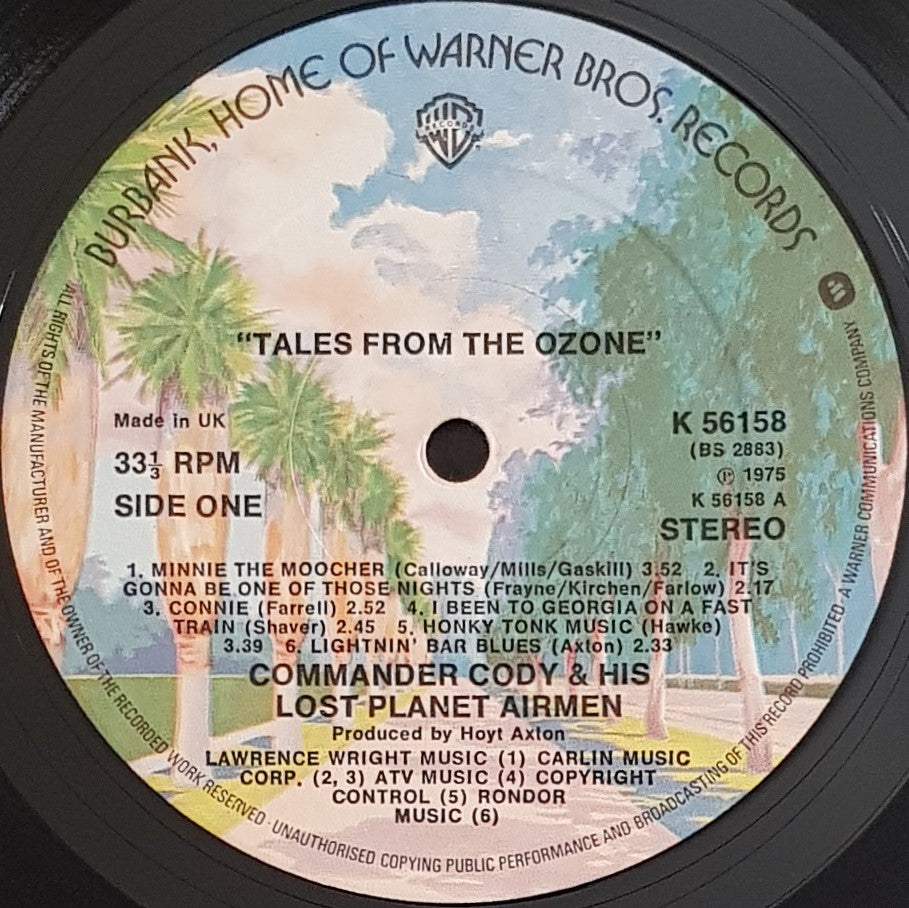 BURBANK, HOME OF WARNER BROS. RECORDS
WB
RECORDS
"TALES FROM THE OZONE"
Made in UK
33⅓ RPM
SIDE ONE
K 56158
(BS 2883)
℗ 1975
K 56158 A
STEREO
1. MINNIE THE MOOCHER (Calloway/Mills/Gaskill) 3.52 2. IT'S
GONNA BE ONE OF THOSE NIGHTS (Frayne/Kirchen/Farlow) 2.17
3. CONNIE (Farrell) 2.52 4. I BEEN TO GEORGIA ON A FAST
TRAIN (Shaver) 2.45 5. HONKY TONK MUSIC (Hawke)
3.39 6. LIGHTNIN' BAR BLUES (Axton) 2.33
COMMANDER CODY & HIS
LOST PLANET AIRMEN
Produced by Hoyt Axton
LAWRENCE WRIGHT MUSIC (1) CARLIN MUSIC
CORP. (2, 3) ATV MUSIC (4) COPYRIGHT
CONTROL (5) RONDOR
MUSIC (6)
ALL RIGHTS OF THE MANUFACTURER AND OF THE OWNER OF THE RECORDED WORK RESERVED · UNAUTHORISED COPYING PUBLIC PERFORMANCE AND BROADCASTING OF THIS RECORD PROHIBITED · A WARNER COMMUNICATIONS COMPANY